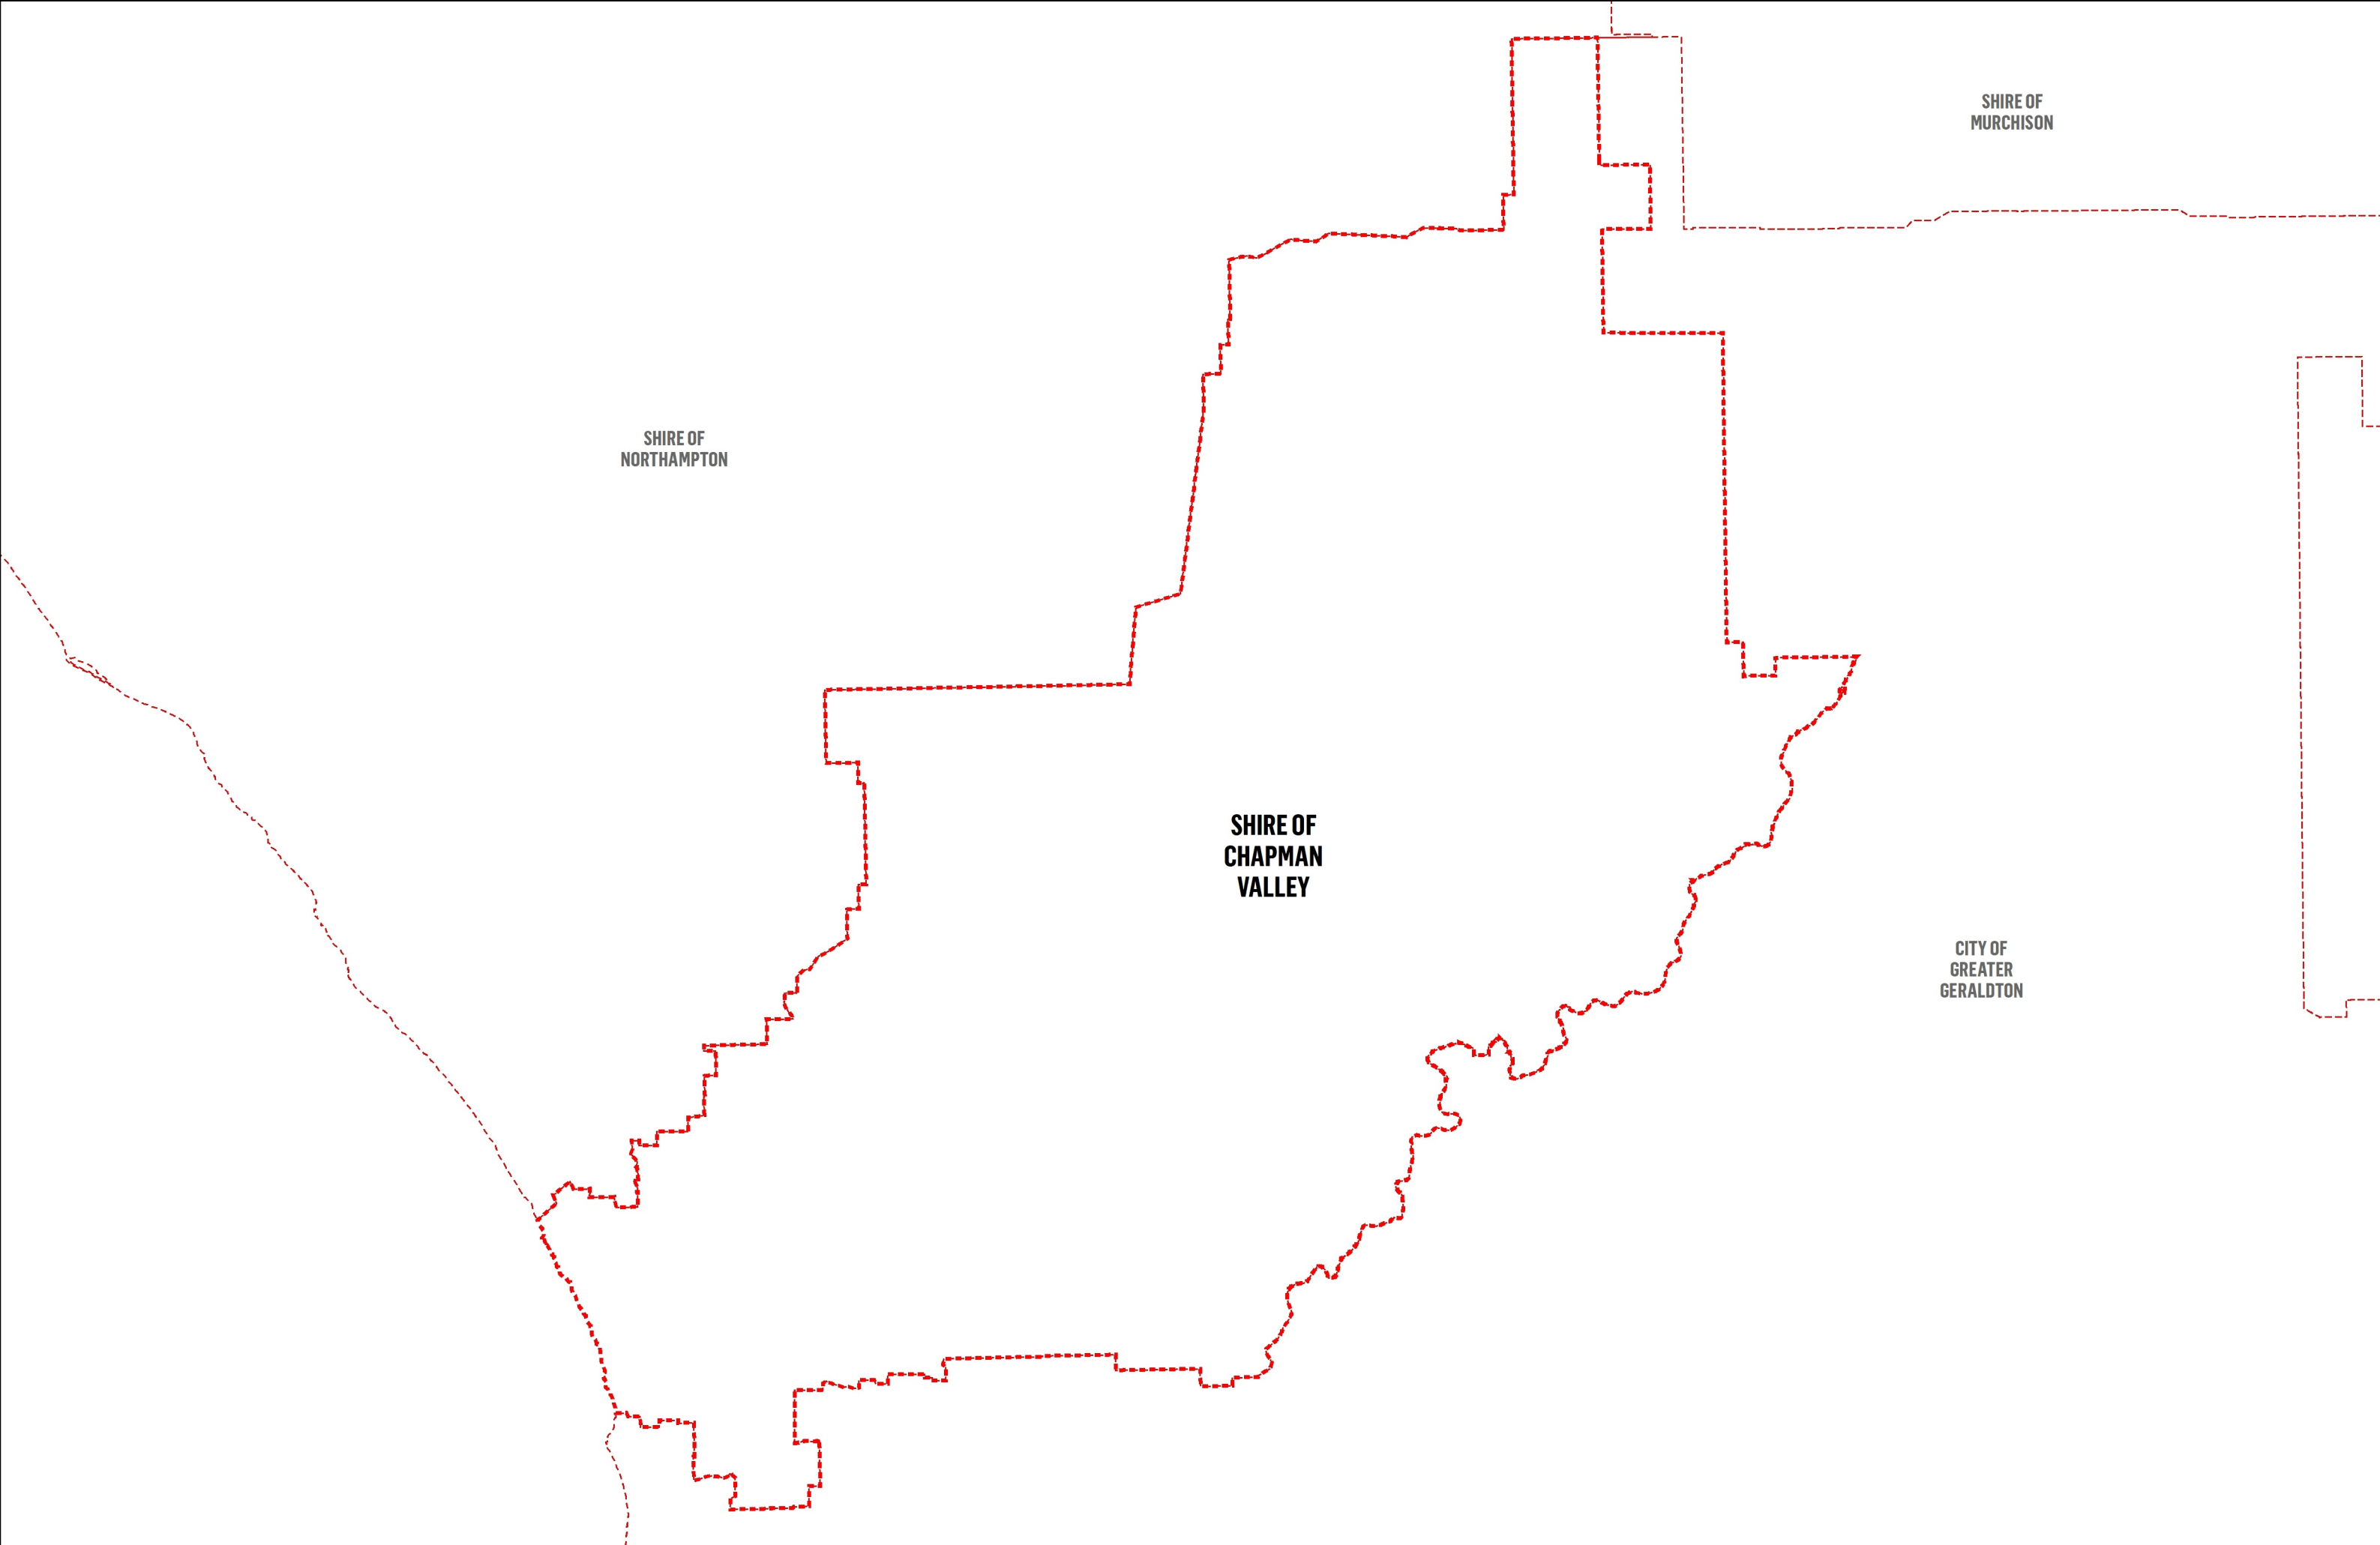 SHIRE OF
MURCHISON
SHIRE OF
NORTHAMPTON
SHIRE OF
CHAPMAN
VALLEY
CITY OF
GREATER
GERALDTON